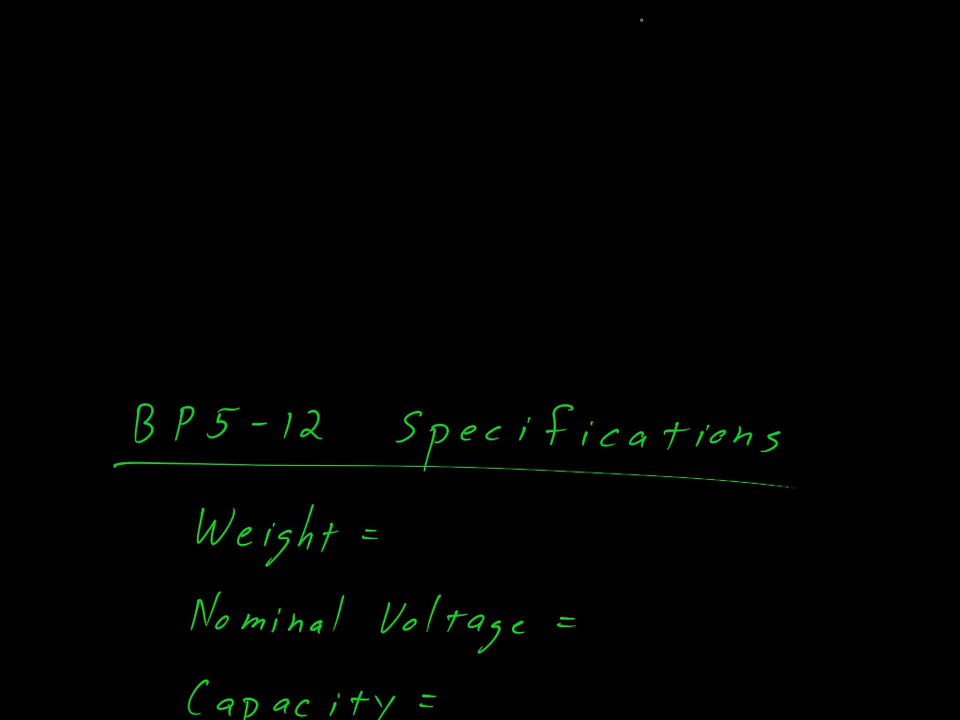 BP5-12 Specifications
Weight =
Nominal Voltage =
Capacity =